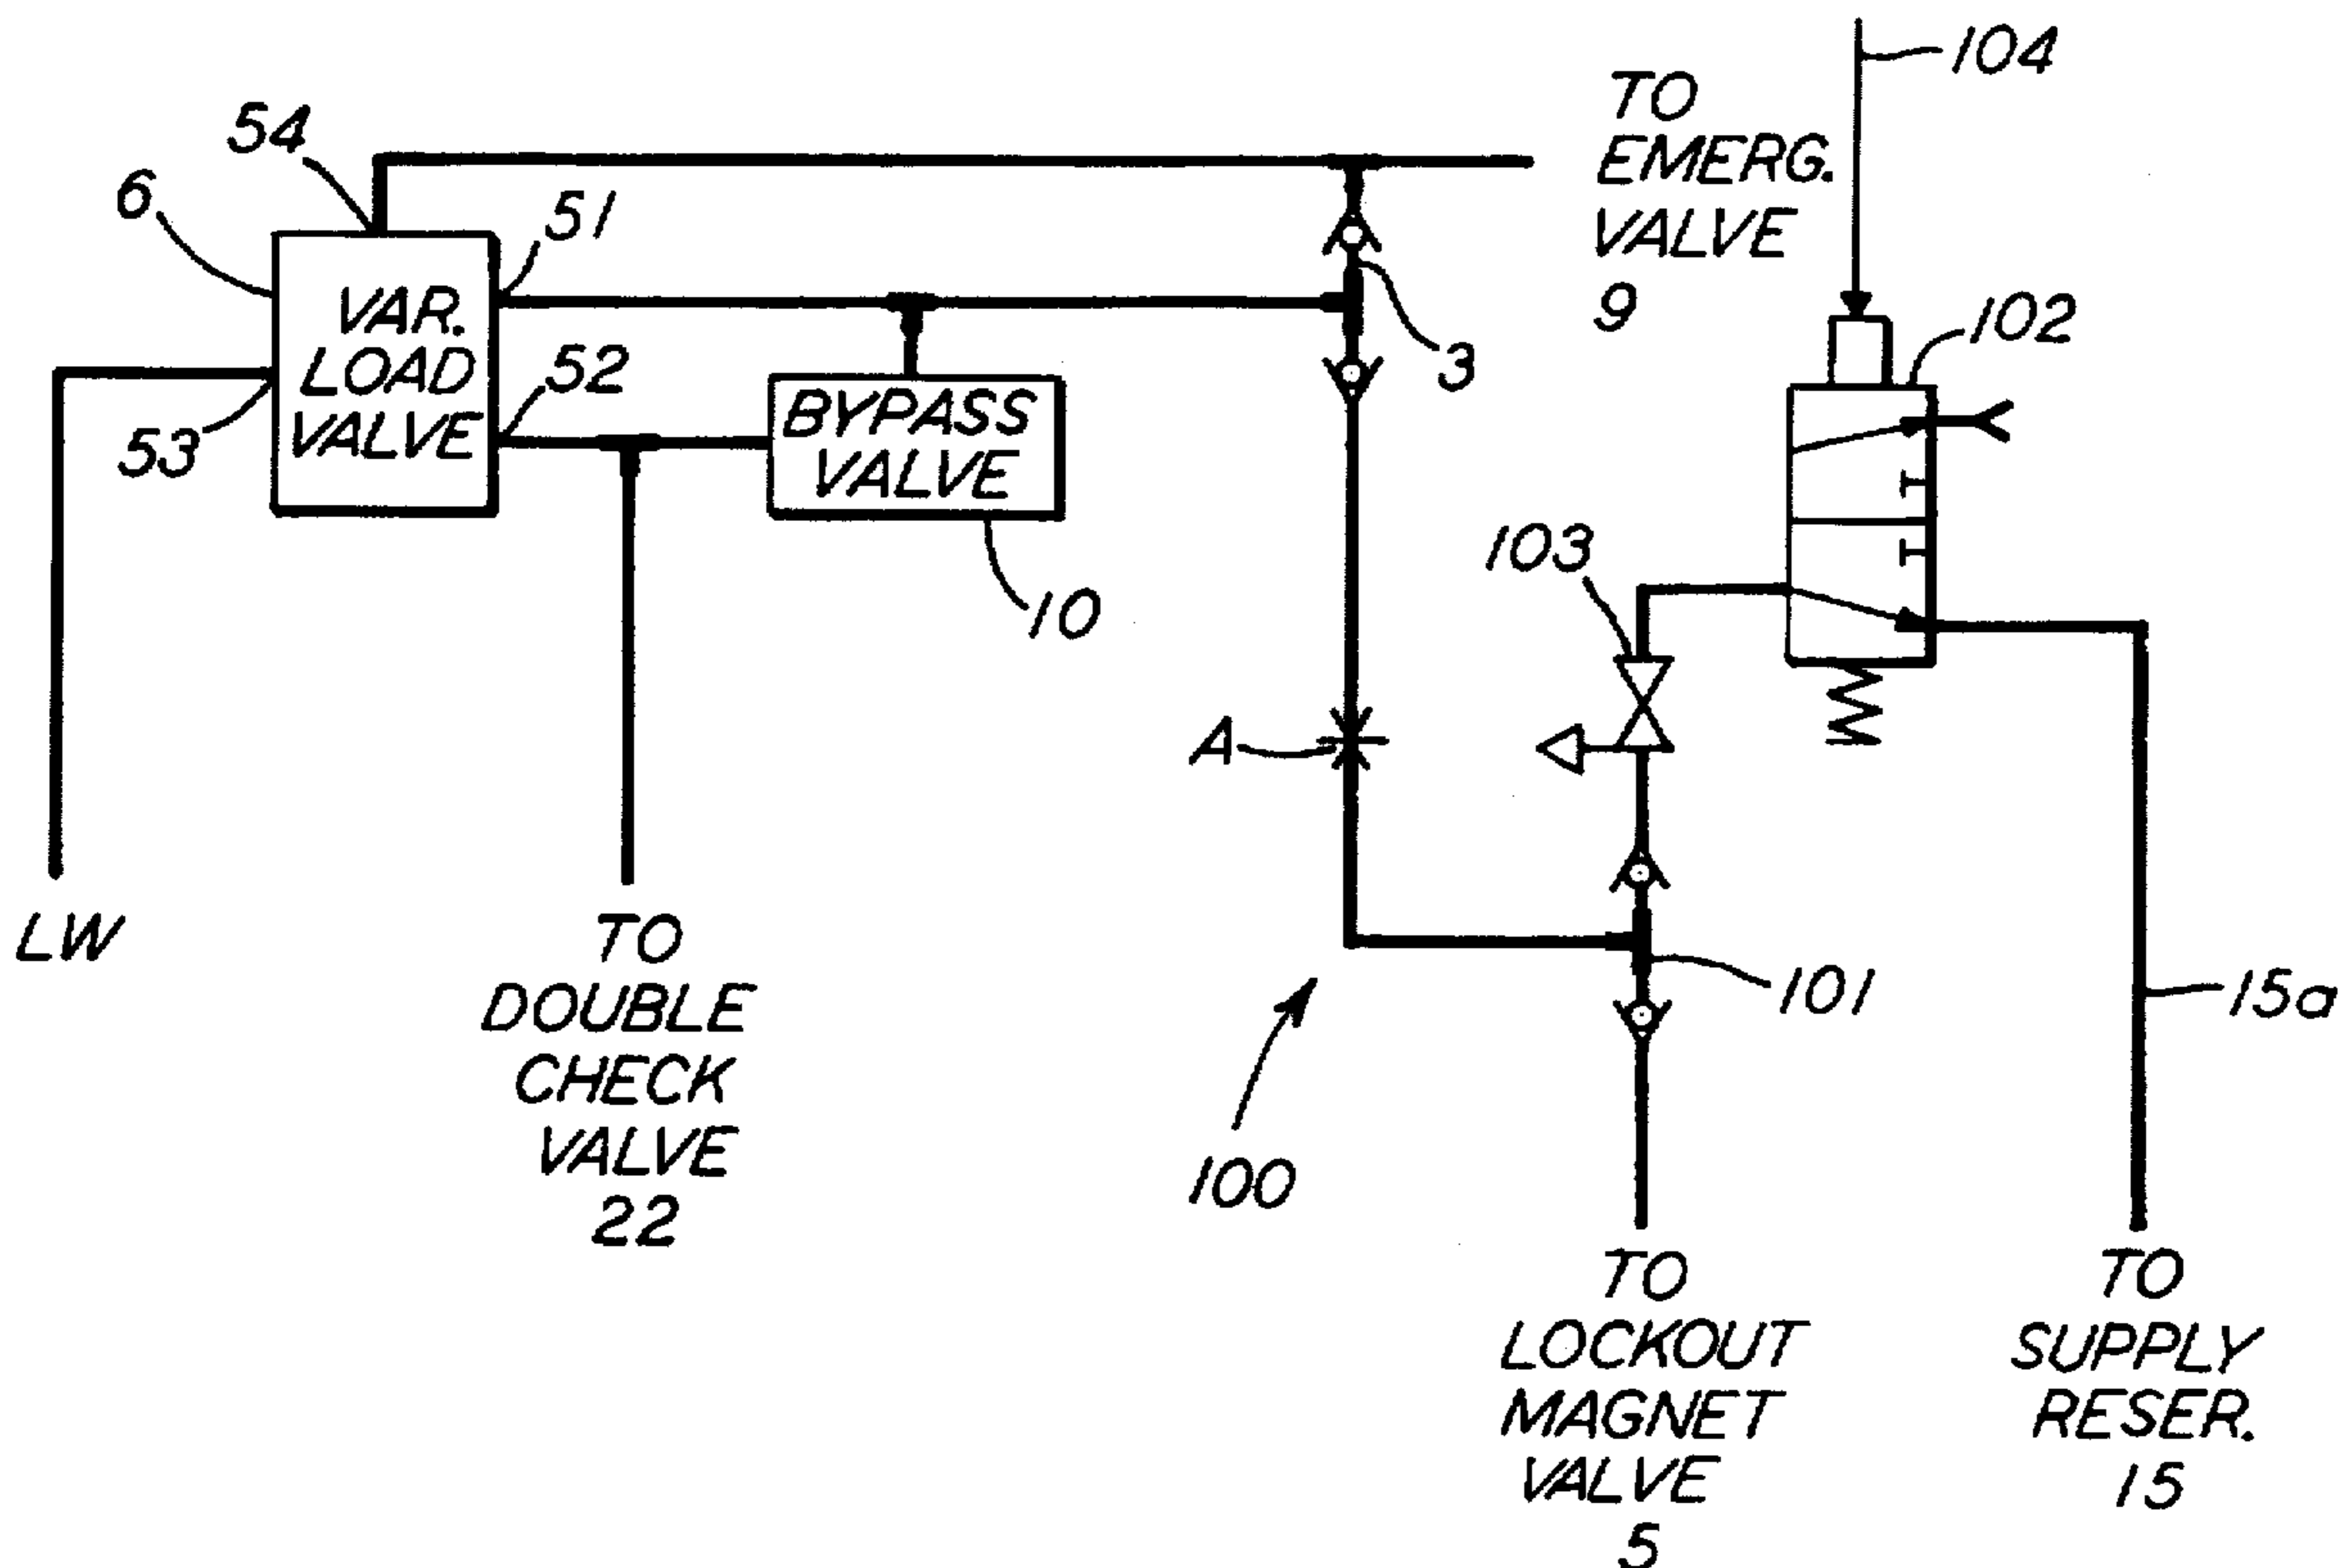 104
TO
EMERG.
VALVE
9
54
6
51
102
VAR.
LOAD
VALVE
52
53
3
BYPASS
VALVE
10
103
A
LW
TO
DOUBLE
CHECK
VALVE
22
101
15a
100
TO
LOCKOUT
MAGNET
VALVE
5
TO
SUPPLY
RESER.
15